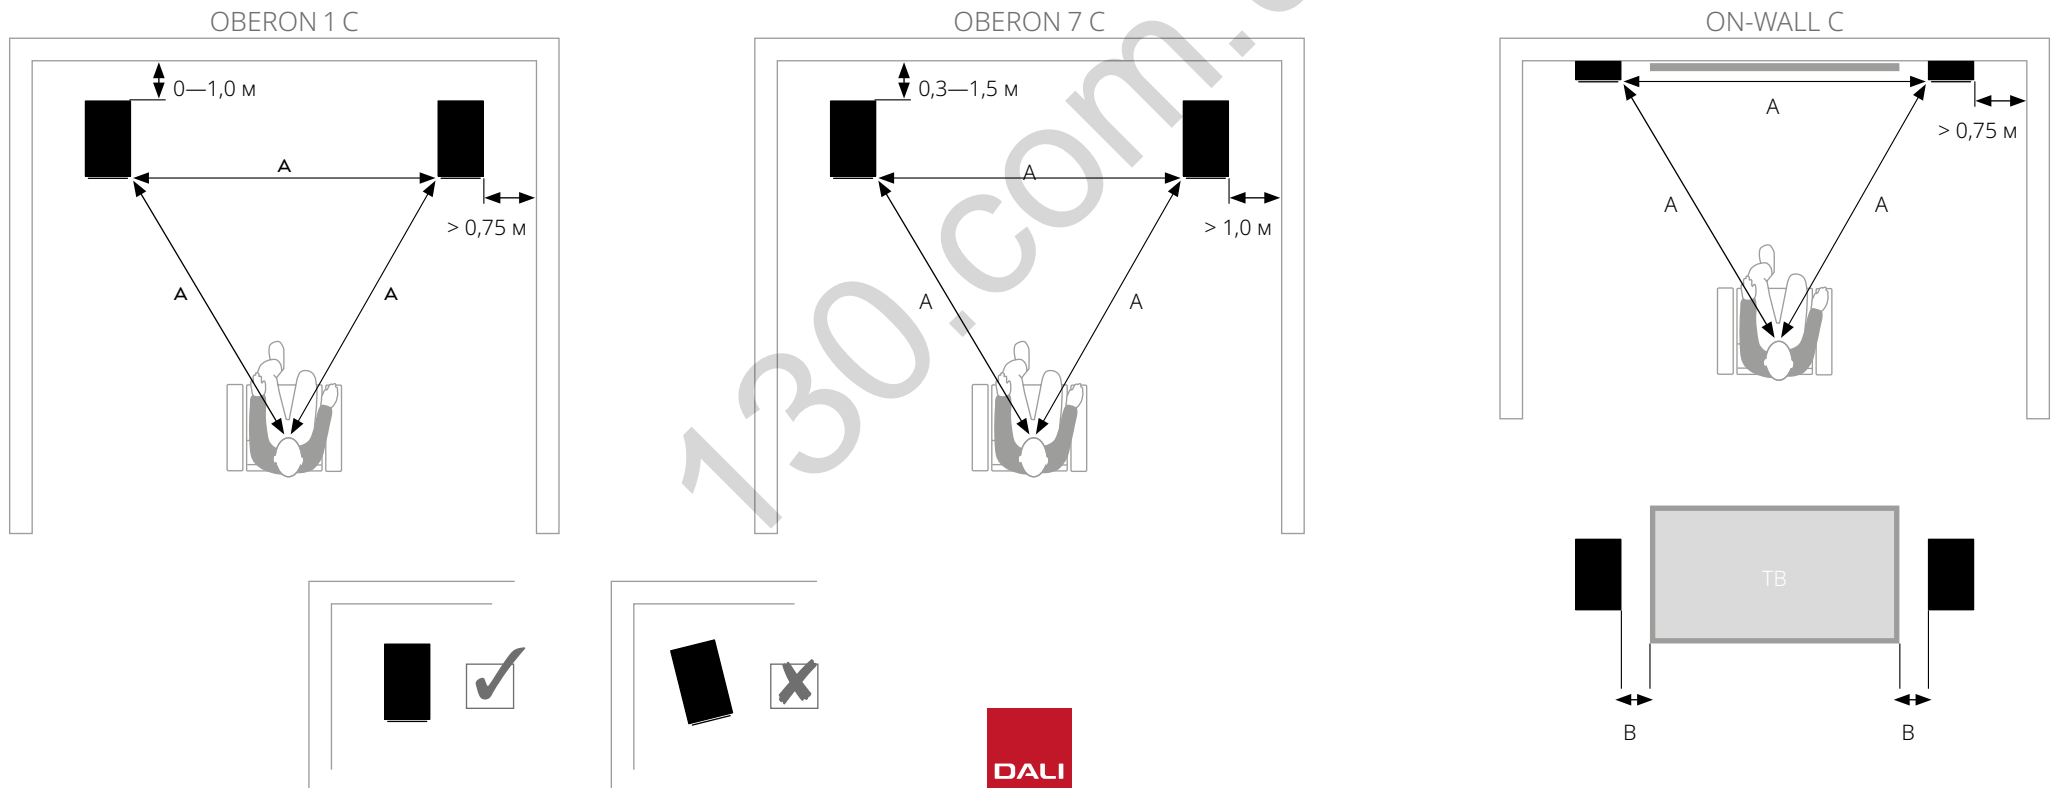 OBERON 1 C
0—1,0 м
A
> 0,75 м
A
A
OBERON 7 C
0,3—1,5 м
A
> 1,0 м
A
A
ON-WALL C
A
> 0,75 м
A
A
ТВ
B
B
DALI
130.com.